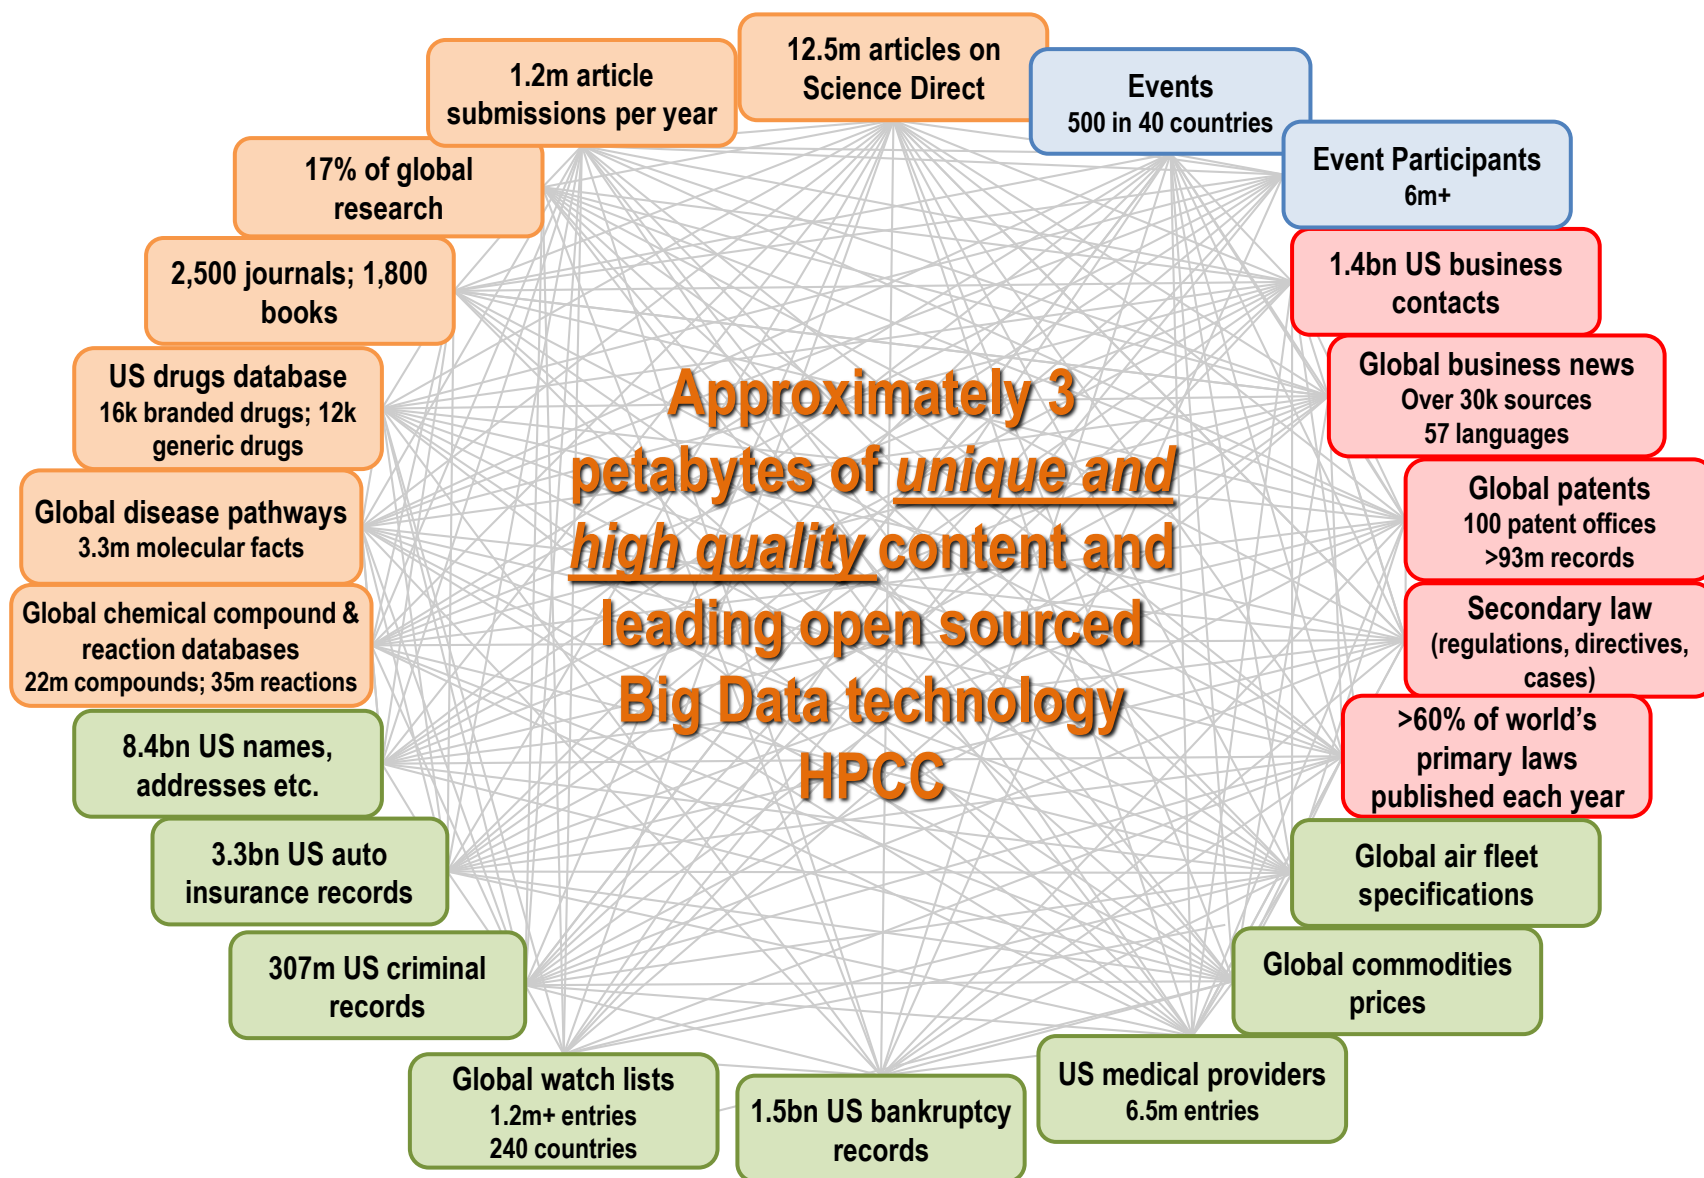 12.5m articles on
Science Direct
Events
500 in 40 countries
Event Participants
6m+
1.4bn US business
contacts
Global business news
Over 30k sources
57 languages
Global patents
100 patent offices
>93m records
Secondary law
(regulations, directives,
cases)
>60% of world’s
primary laws
published each year
Global air fleet
specifications
Global commodities
prices
US medical providers
6.5m entries
1.5bn US bankruptcy
records
Global watch lists
1.2m+ entries
240 countries
307m US criminal
records
3.3bn US auto
insurance records
8.4bn US names,
addresses etc.
Global chemical compound &
reaction databases
22m compounds; 35m reactions
Global disease pathways
3.3m molecular facts
US drugs database
16k branded drugs; 12k
generic drugs
2,500 journals; 1,800
books
17% of global
research
1.2m article
submissions per year
Approximately 3
petabytes of unique and
high quality content and
leading open sourced
Big Data technology
HPCC